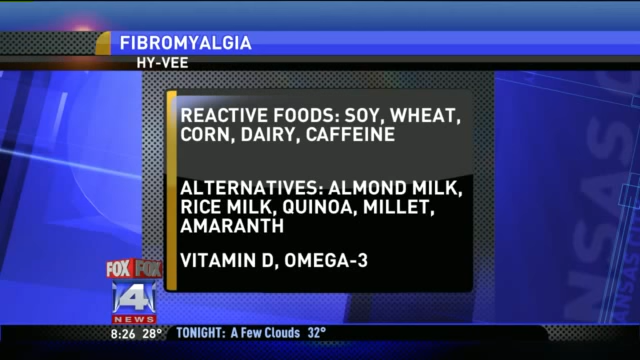 FIBROMYALGIA
HY-VEE
REACTIVE FOODS: SOY, WHEAT,
CORN, DAIRY, CAFFEINE
ALTERNATIVES: ALMOND MILK,
RICE MILK, QUINOA, MILLET,
AMARANTH
VITAMIN D, OMEGA-3
FOX FOX
4
NEWS
8:26 28° TONIGHT: A Few Clouds 32°